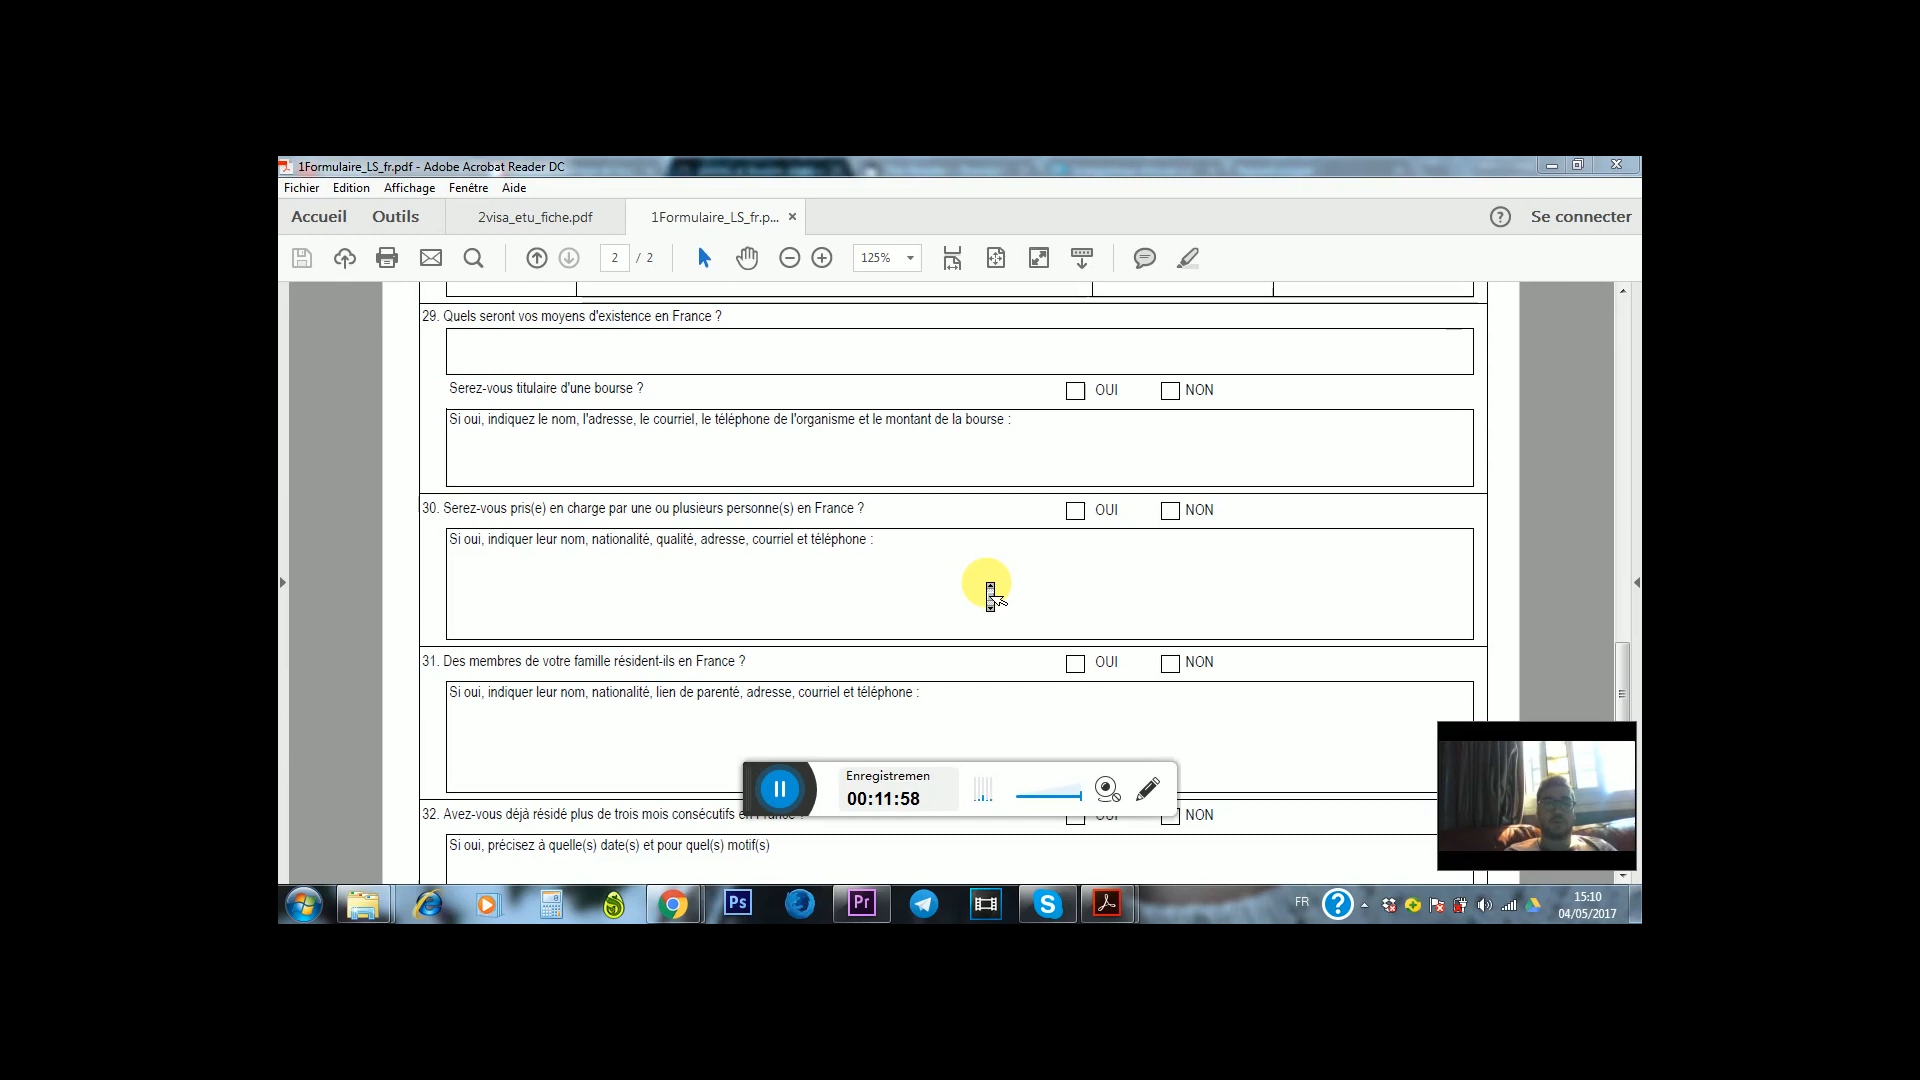 1Formulaire_LS_fr.pdf - Adobe Acrobat Reader DC
Fichier Edition Affichage Fenêtre Aide
Accueil Outils 2visa_etu_fiche.pdf 1Formulaire_LS_fr.p... × ? Se connecter
2 / 2 125%
29. Quels seront vos moyens d'existence en France ?
Serez-vous titulaire d'une bourse ? OUI NON
Si oui, indiquez le nom, l'adresse, le courriel, le téléphone de l'organisme et le montant de la bourse :
30. Serez-vous pris(e) en charge par une ou plusieurs personne(s) en France ? OUI NON
Si oui, indiquer leur nom, nationalité, qualité, adresse, courriel et téléphone :
31. Des membres de votre famille résident-ils en France ? OUI NON
Si oui, indiquer leur nom, nationalité, lien de parenté, adresse, courriel et téléphone :
Enregistremen
00:11:58
32. Avez-vous déjà résidé plus de trois mois consécutifs en France ? OUI NON
Si oui, précisez à quelle(s) date(s) et pour quel(s) motif(s)
Ps Pr FR ? 15:10
04/05/2017